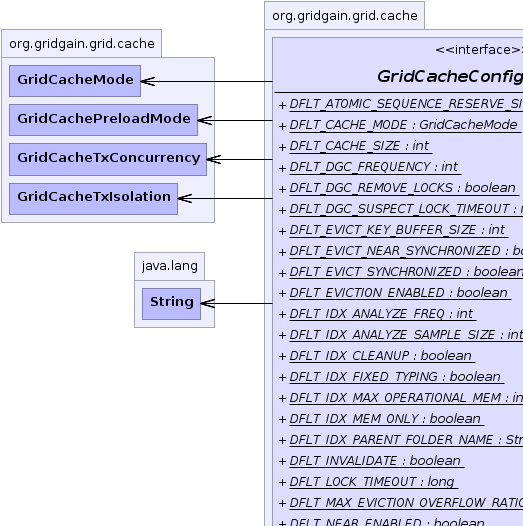 org.gridgain.grid.cache
GridCacheMode
GridCachePreloadMode
GridCacheTxConcurrency
GridCacheTxIsolation
java.lang
String
org.gridgain.grid.cache
<<interface>
GridCacheConfig
+ DFLT_ATOMIC_SEQUENCE_RESERVE_SI
+ DFLT_CACHE_MODE : GridCacheMode
+ DFLT_CACHE_SIZE : int
+ DFLT_DGC_FREQUENCY : int
+ DFLT_DGC_REMOVE_LOCKS : boolean
+ DFLT_DGC_SUSPECT_LOCK_TIMEOUT : i
+ DFLT_EVICT_KEY_BUFFER_SIZE : int
+ DFLT_EVICT_NEAR_SYNCHRONIZED : bo
+ DFLT_EVICT_SYNCHRONIZED : boolean
+ DFLT_EVICTION_ENABLED : boolean
+ DFLT_IDX_ANALYZE_FREQ : int
+ DFLT_IDX_ANALYZE_SAMPLE_SIZE : int
+ DFLT_IDX_CLEANUP : boolean
+ DFLT_IDX_FIXED_TYPING : boolean
+ DFLT_IDX_MAX_OPERATIONAL_MEM : in
+ DFLT_IDX_MEM_ONLY : boolean
+ DFLT_IDX_PARENT_FOLDER_NAME : Str
+ DFLT_INVALIDATE : boolean
+ DFLT_LOCK_TIMEOUT : long
+ DFLT_MAX_EVICTION_OVERFLOW_RATIO
+ DFLT_NEAR_ENABLED : boolean